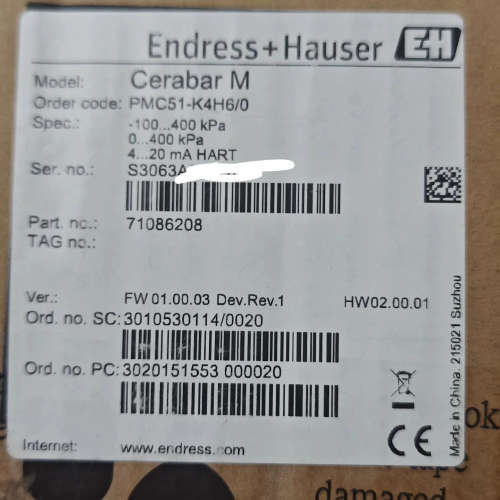 Endress+Hauser EH
Model: Cerabar M
Order code: PMC51-K4H6/0
Spec.: -100...400 kPa
0...400 kPa
4...20 mA HART
Ser. no.: S3063A
Part. no.: 71086208
TAG no.:
Ver.: FW 01.00.03 Dev.Rev.1 HW02.00.01
Ord. no. SC: 3010530114/0020
Ord. no. PC: 3020151553 000020
Internet: www.endress.com
CE
Made in China. 215021 Suzhou
damaged